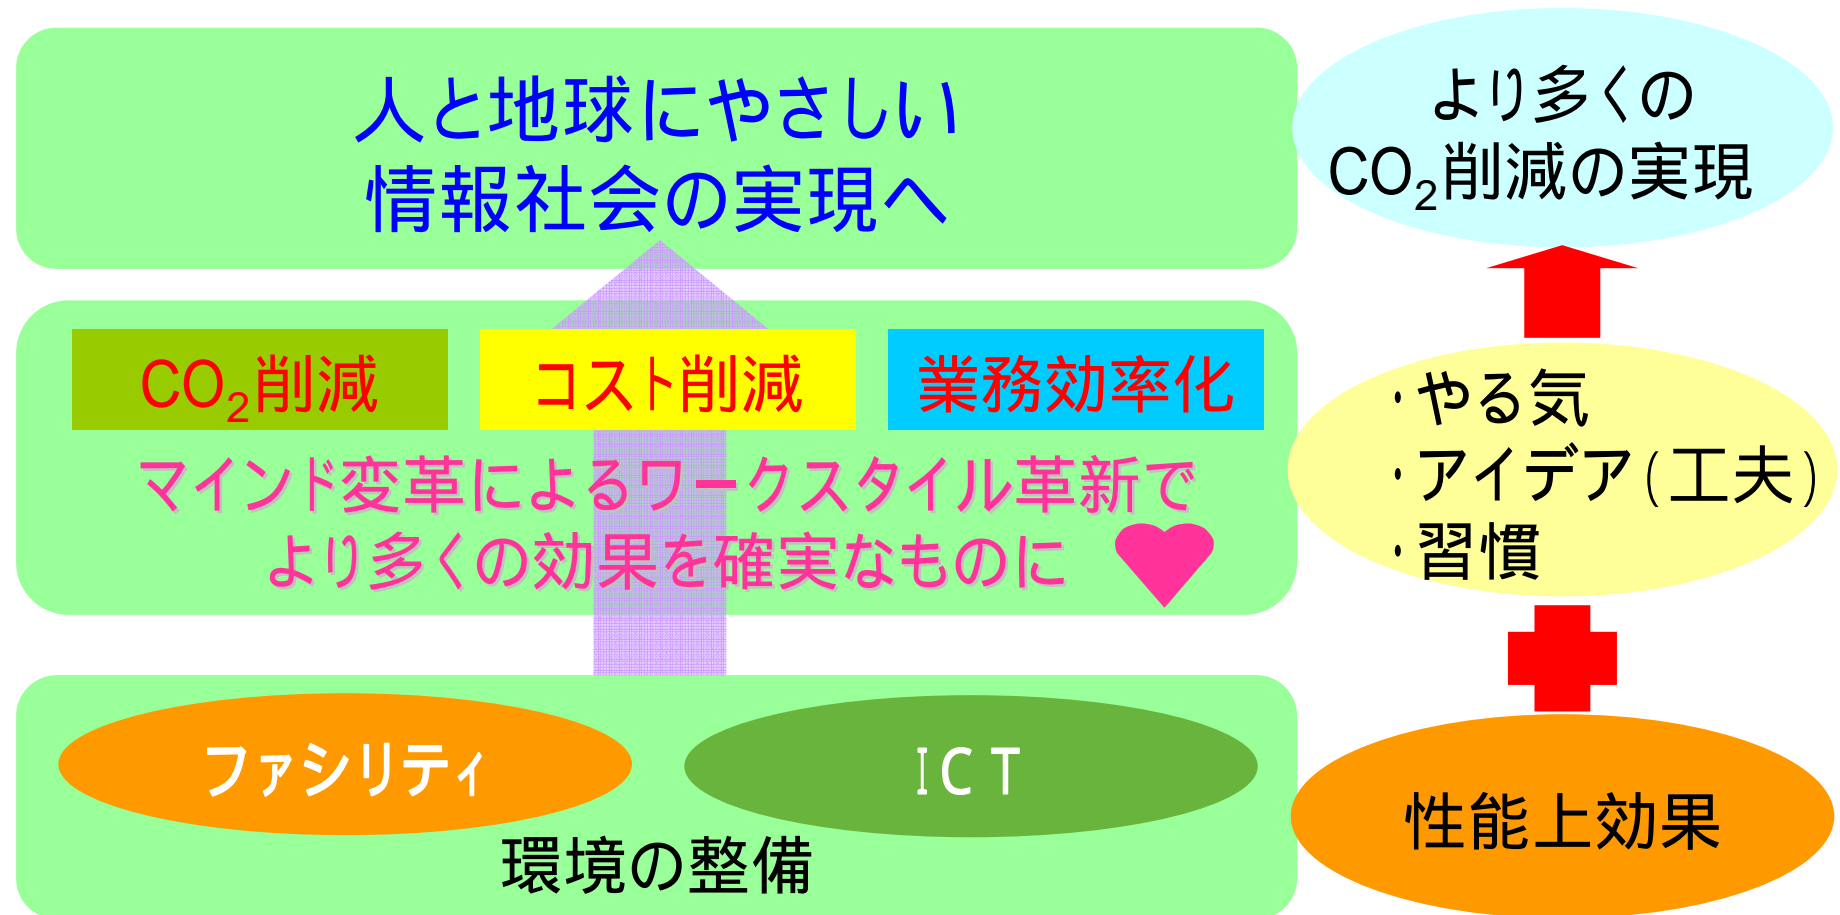 人と地球にやさしい
情報社会の実現へ
より多くの
CO₂削減の実現
CO₂削減
コスト削減
業務効率化
マインド変革によるワークスタイル革新で
より多くの効果を確実なものに
・やる気
・アイデア(工夫)
・習慣
ファシリティ
ICT
環境の整備
性能上効果